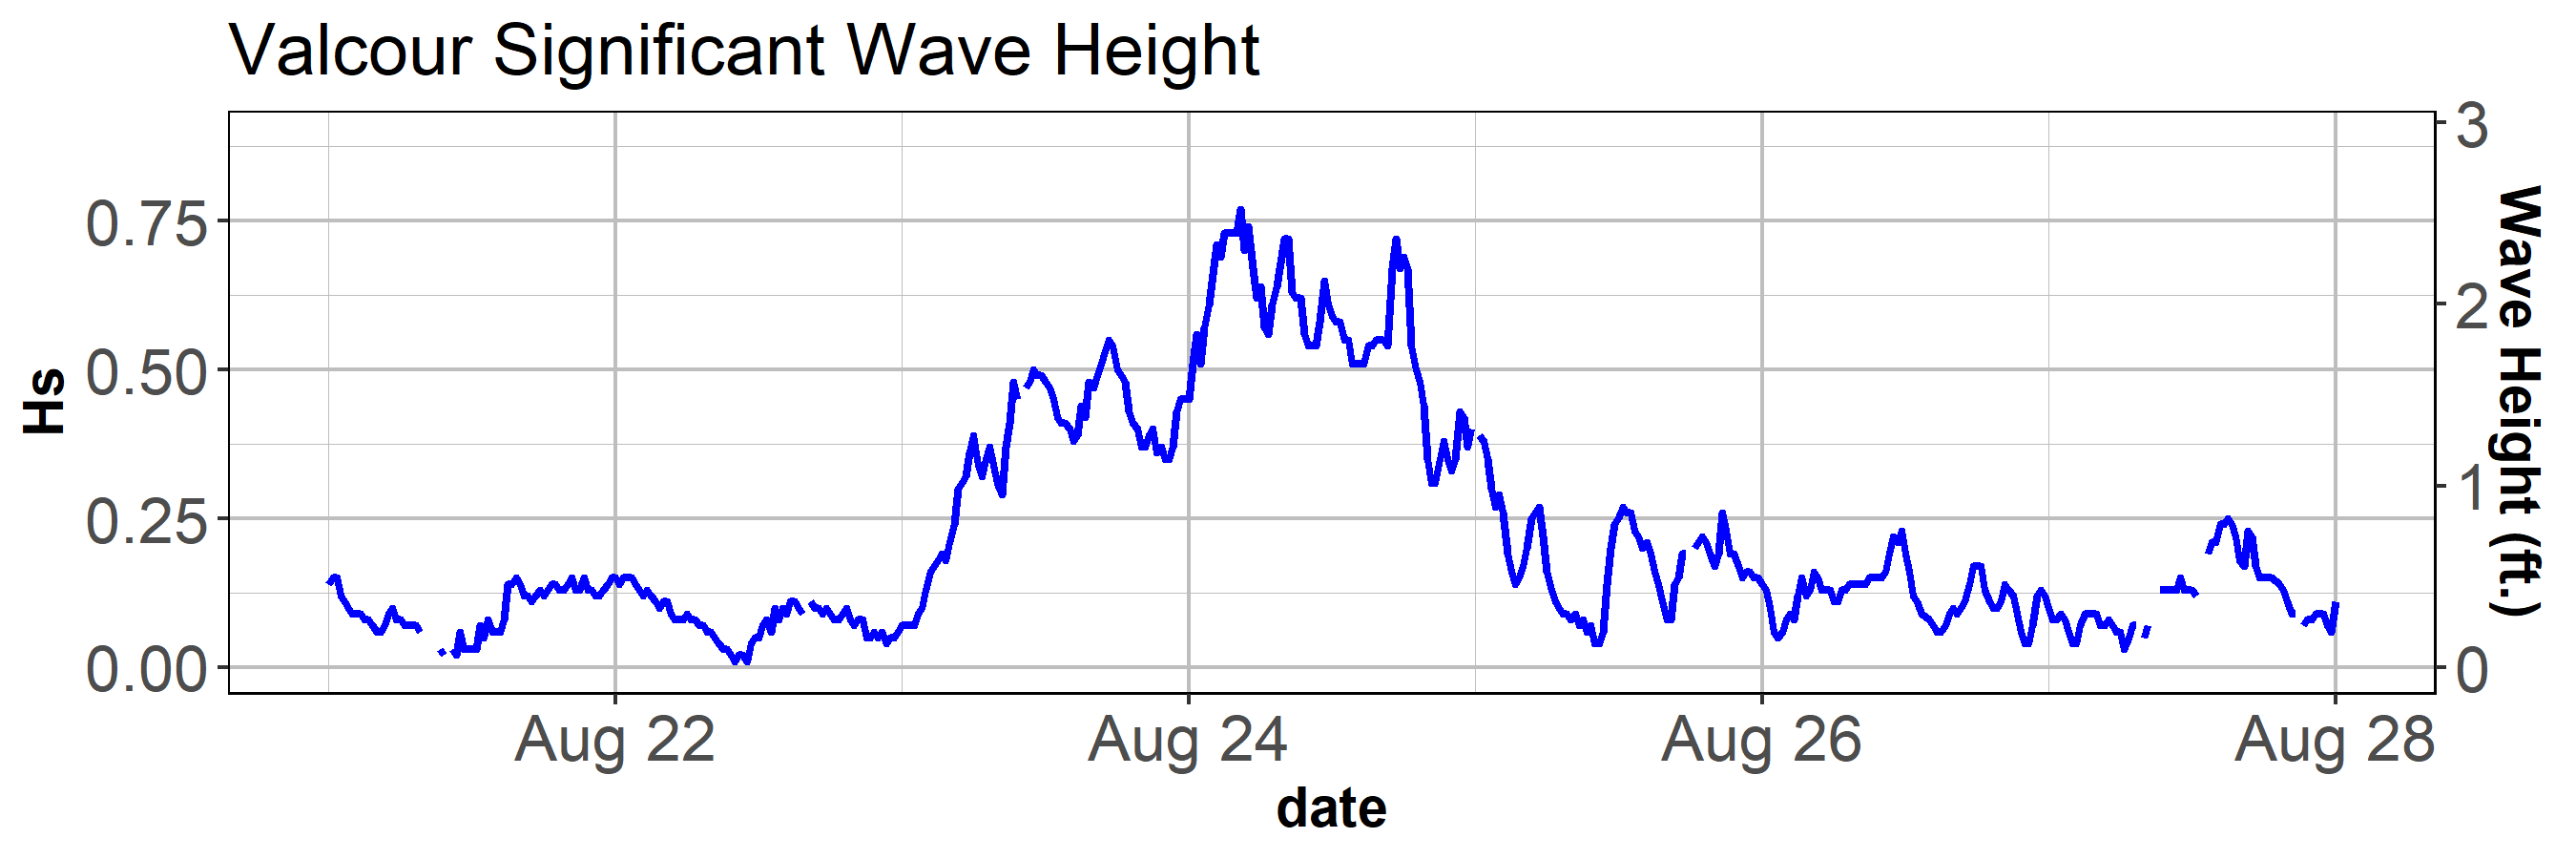 Valcour Significant Wave Height
Hs
0.75
0.50
0.25
0.00
3
2
1
0
Wave Height (ft.)
Aug 22
Aug 24
Aug 26
Aug 28
date